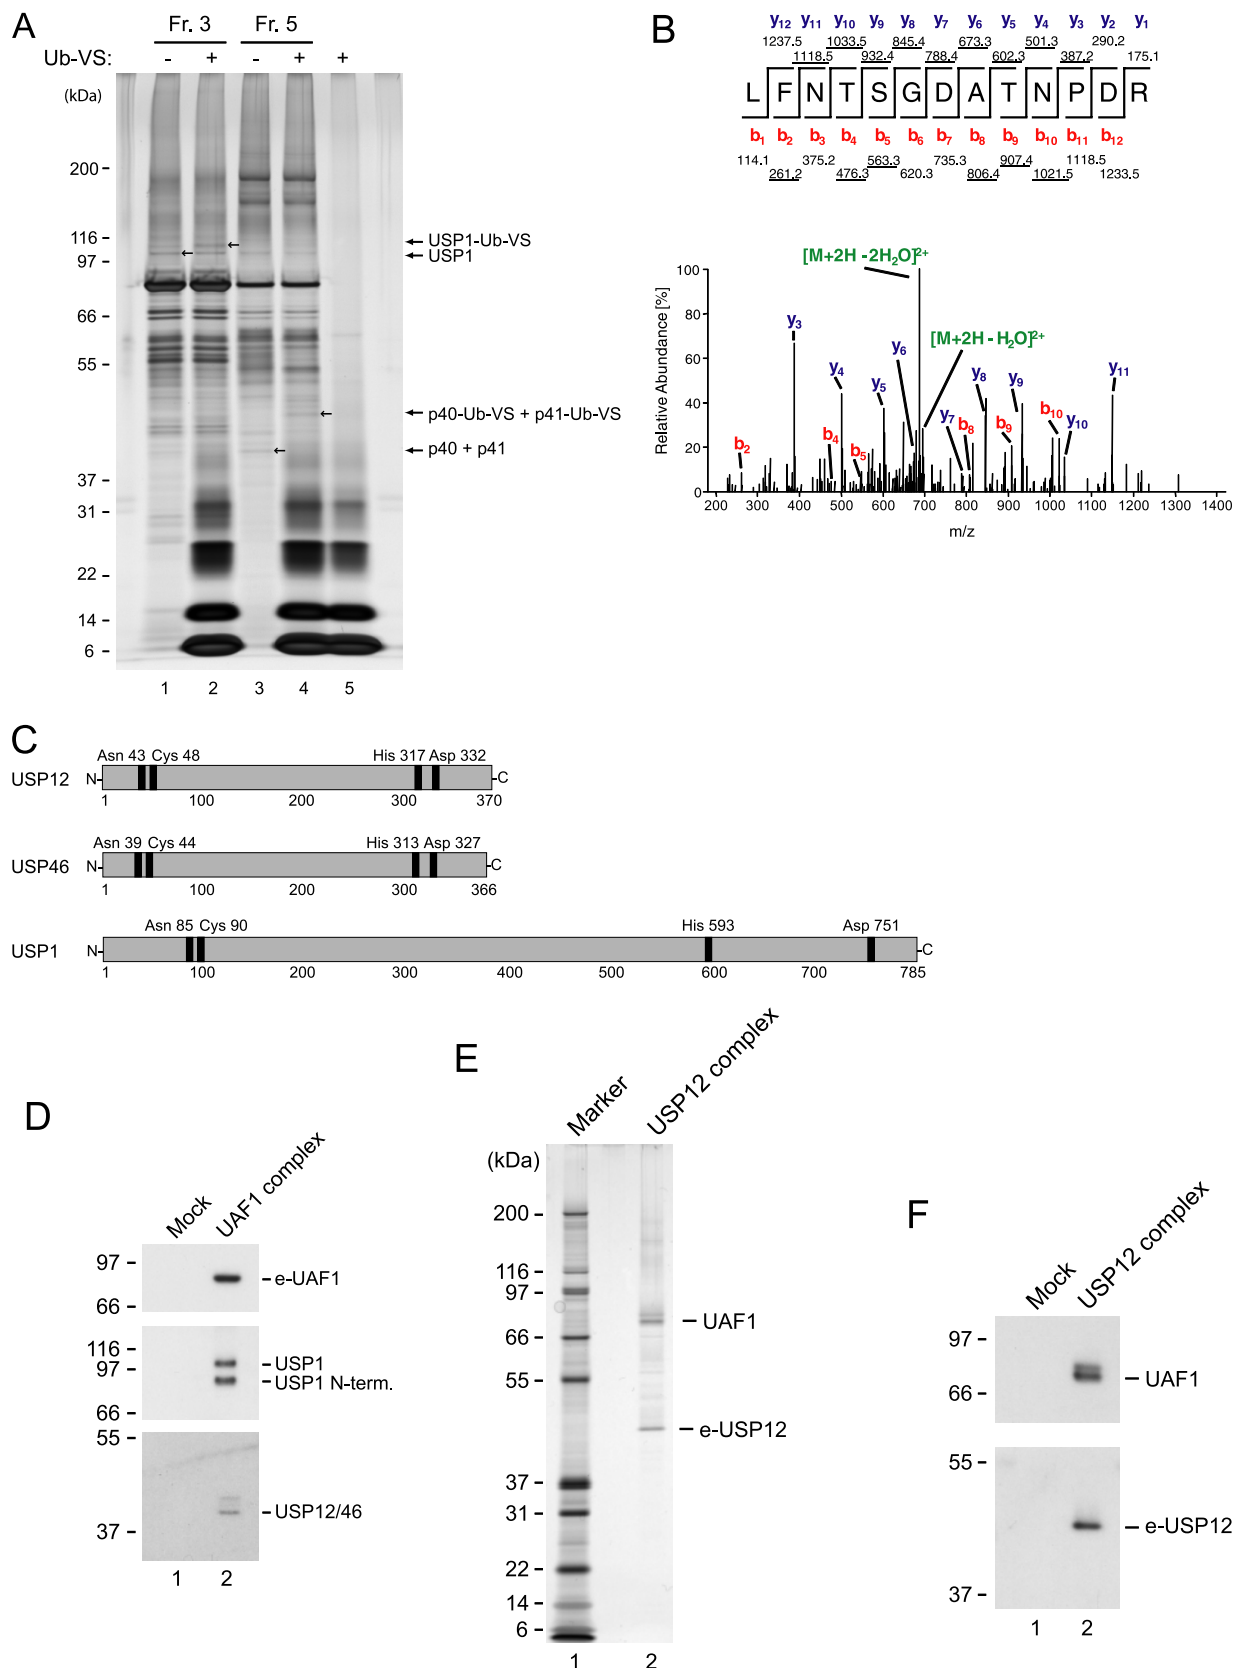 A
Fr. 3 Fr. 5
Ub-VS: - + - + +
(kDa)
200
116
97
66
55
37
31
22
14
6
USP1-Ub-VS
USP1
p40-Ub-VS + p41-Ub-VS
p40 + p41
1 2 3 4 5
B
y12 y11 y10 y9 y8 y7 y6 y5 y4 y3 y2 y1
1237.5 1033.5 845.4 673.3 501.3 290.2
1118.5 932.4 788.4 602.3 387.2 175.1
L F N T S G D A T N P D R
b1 b2 b3 b4 b5 b6 b7 b8 b9 b10 b11 b12
114.1 375.2 563.3 735.3 907.4 1118.5
261.2 476.3 620.3 806.4 1021.5 1233.5
[M+2H -2H2O]2+
[M+2H - H2O]2+
y3
y4
y5
y6
y7
y8
y9
y10
y11
b2
b4
b5
b8
b9
b10
Relative Abundance [%]
100
80
60
40
20
0
200 400 600 800 700 900 1000 1100 1200 1300 1400
m/z
C
Asn 43 Cys 48 His 317 Asp 332
USP12 N C
1 100 200 300 370
Asn 39 Cys 44 His 313 Asp 327
USP46 N C
1 100 200 300 366
Asn 85 Cys 90 His 593 Asp 751
USP1 N C
1 100 200 300 400 500 600 700 785
D
Mock UAF1 complex
97
66
e-UAF1
116
97
66
USP1
USP1 N-term.
55
37
USP12/46
1 2
E
Marker USP12 complex
(kDa)
200
116
97
66
55
37
31
22
14
6
UAF1
e-USP12
1 2
F
Mock USP12 complex
97
66
UAF1
55
37
e-USP12
1 2